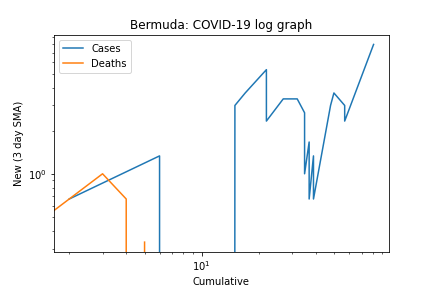 Bermuda: COVID-19 log graph
Cases
Deaths
New (3 day SMA)
10⁰
10¹
Cumulative